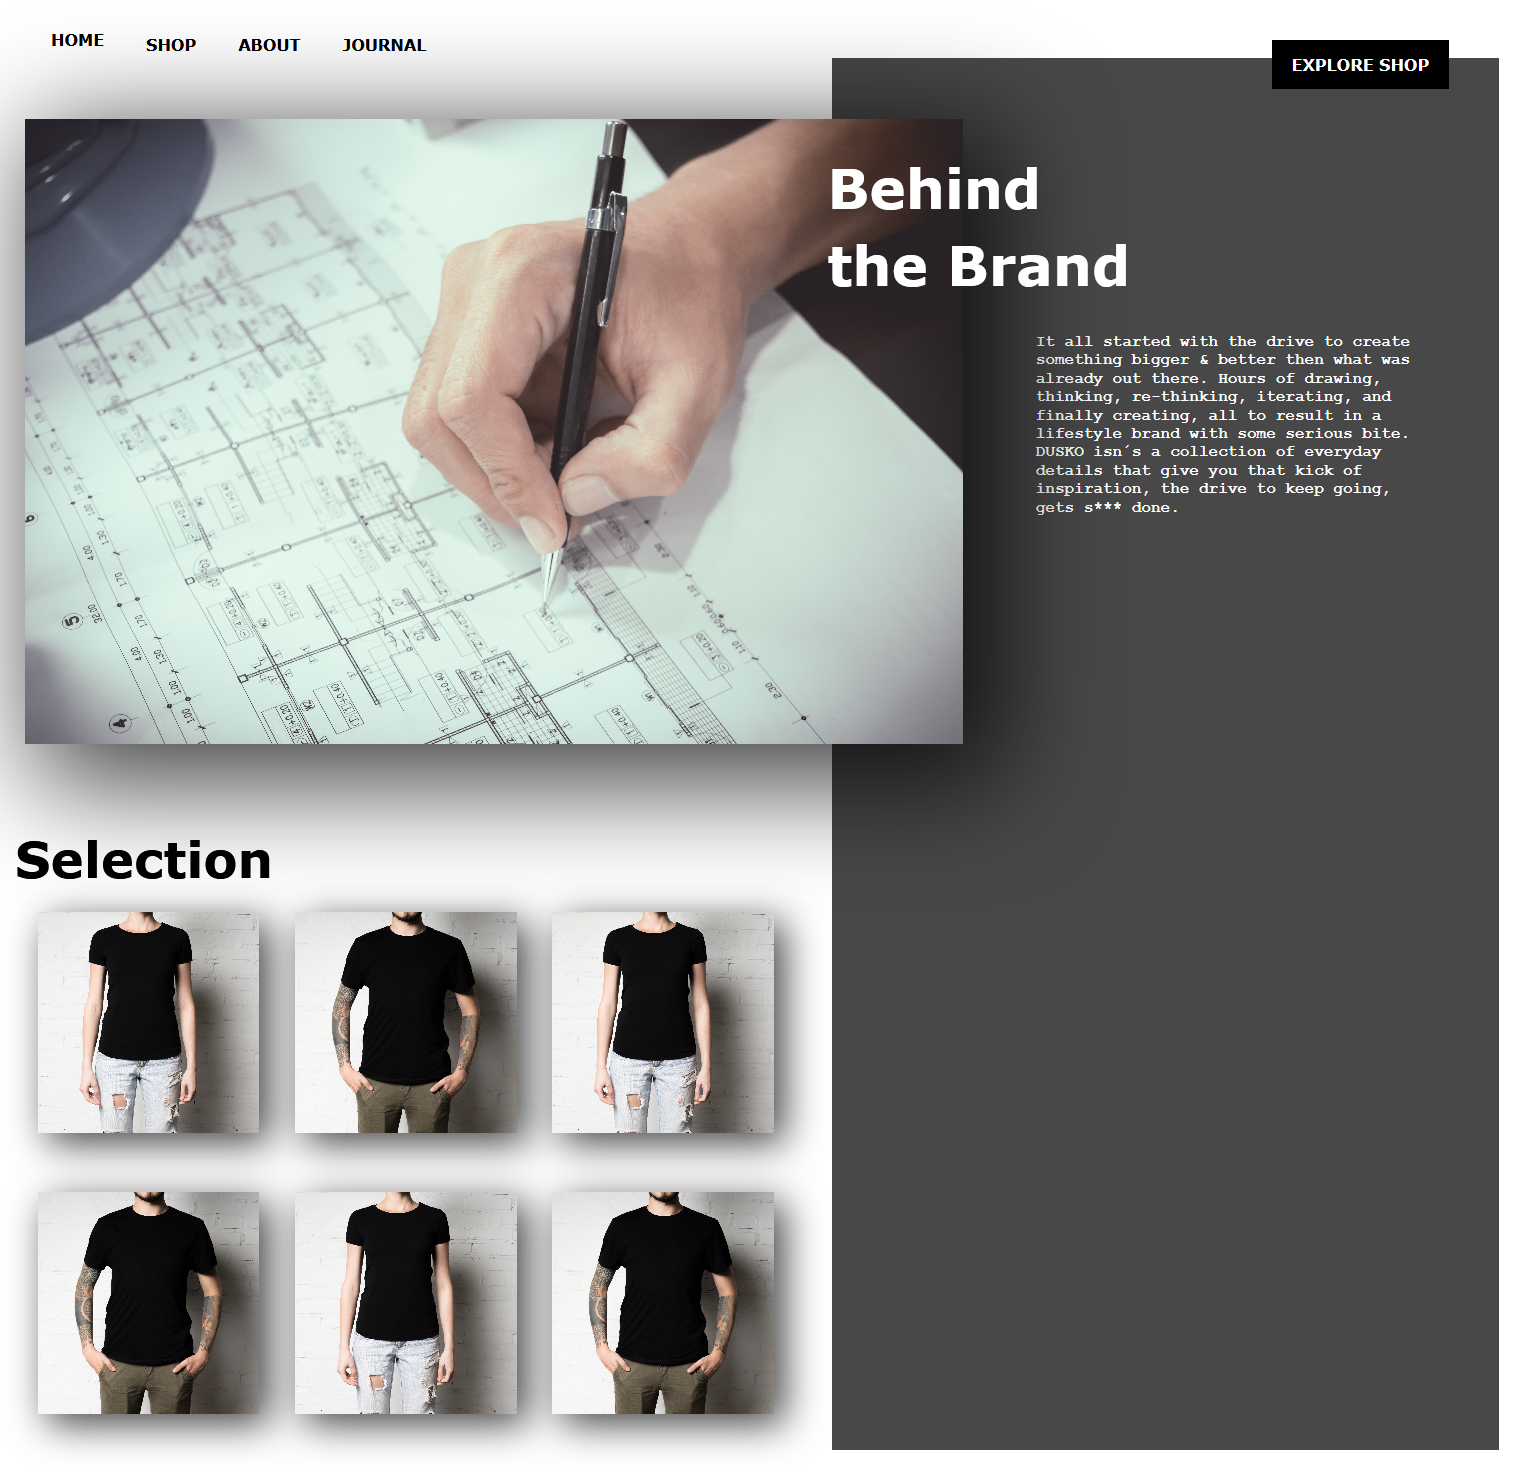 HOME SHOP ABOUT JOURNAL
EXPLORE SHOP
Behind
the Brand
It all started with the drive to create
something bigger & better then what was
already out there. Hours of drawing,
thinking, re-thinking, iterating, and
finally creating, all to result in a
lifestyle brand with some serious bite.
DUSKO isn´s a collection of everyday
details that give you that kick of
inspiration, the drive to keep going,
gets s*** done.
Selection